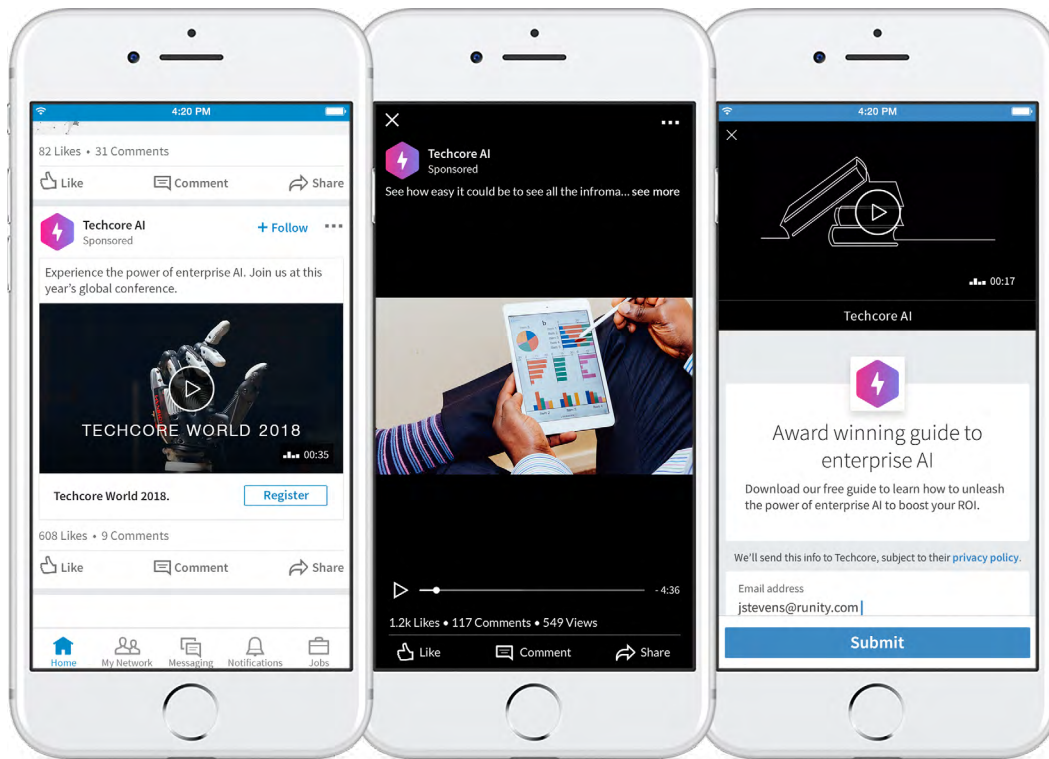 4:20 PM
82 Likes • 31 Comments
Like Comment Share
Techcore AI
Sponsored
+ Follow
Experience the power of enterprise AI. Join us at this
year's global conference.
TECHCORE WORLD 2018
00:35
Techcore World 2018.
Register
608 Likes • 9 Comments
Like Comment Share
Home My Network Messaging Notifications Jobs
Techcore AI
Sponsored
See how easy it could be to see all the infroma... see more
- 4:36
1.2k Likes • 117 Comments • 549 Views
Like Comment Share
4:20 PM
00:17
Techcore AI
Award winning guide to
enterprise AI
Download our free guide to learn how to unleash
the power of enterprise AI to boost your ROI.
We'll send this info to Techcore, subject to their privacy policy.
Email address
jstevens@runity.com
Submit